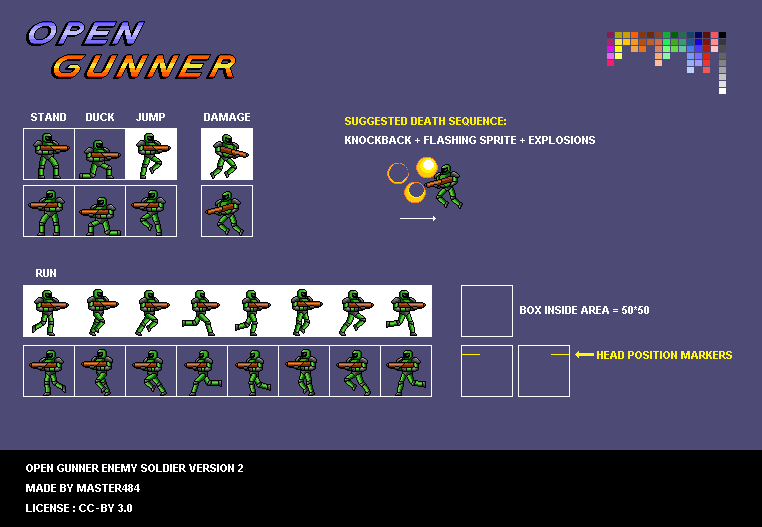 OPEN
GUNNER
STAND DUCK JUMP DAMAGE
SUGGESTED DEATH SEQUENCE:
KNOCKBACK + FLASHING SPRITE + EXPLOSIONS
RUN
BOX INSIDE AREA = 50*50
HEAD POSITION MARKERS
OPEN GUNNER ENEMY SOLDIER VERSION 2
MADE BY MASTER484
LICENSE : CC-BY 3.0